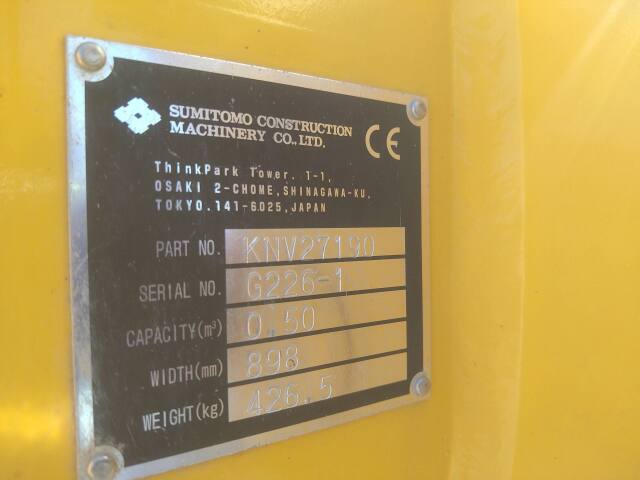 SUMITOMO CONSTRUCTION
MACHINERY CO., LTD.
CE
ThinkPark Tower. 1-1,
OSAKI 2-CHOME, SHINAGAWA-KU,
TOKYO. 141-6025, JAPAN
PART NO. KNV27190
SERIAL NO. G226-1
CAPACITY(m³) 0.50
WIDTH(mm) 898
WEIGHT(kg) 426.5